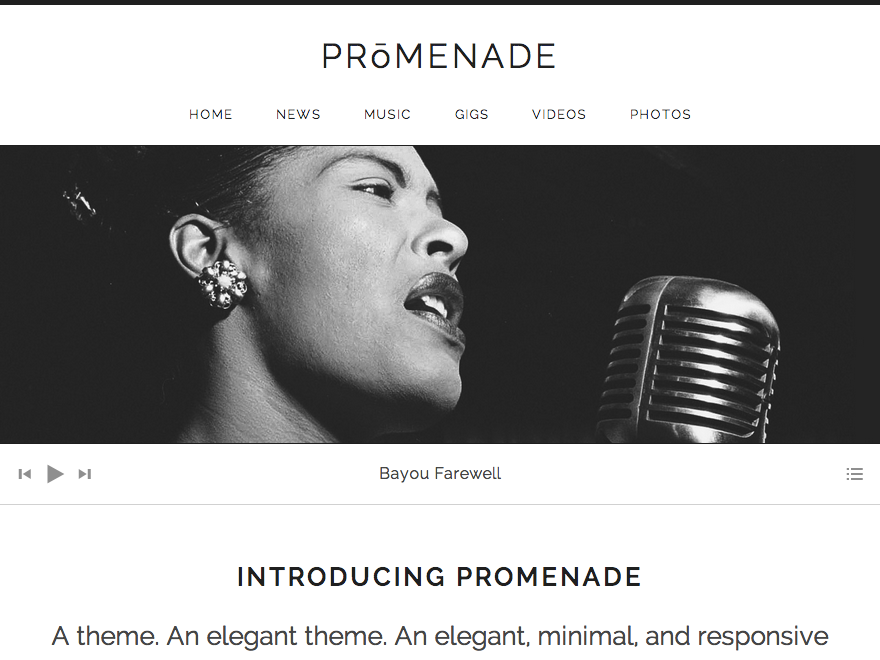 PRōMENADE
HOME NEWS MUSIC GIGS VIDEOS PHOTOS
Bayou Farewell
INTRODUCING PROMENADE
A theme. An elegant theme. An elegant, minimal, and responsive